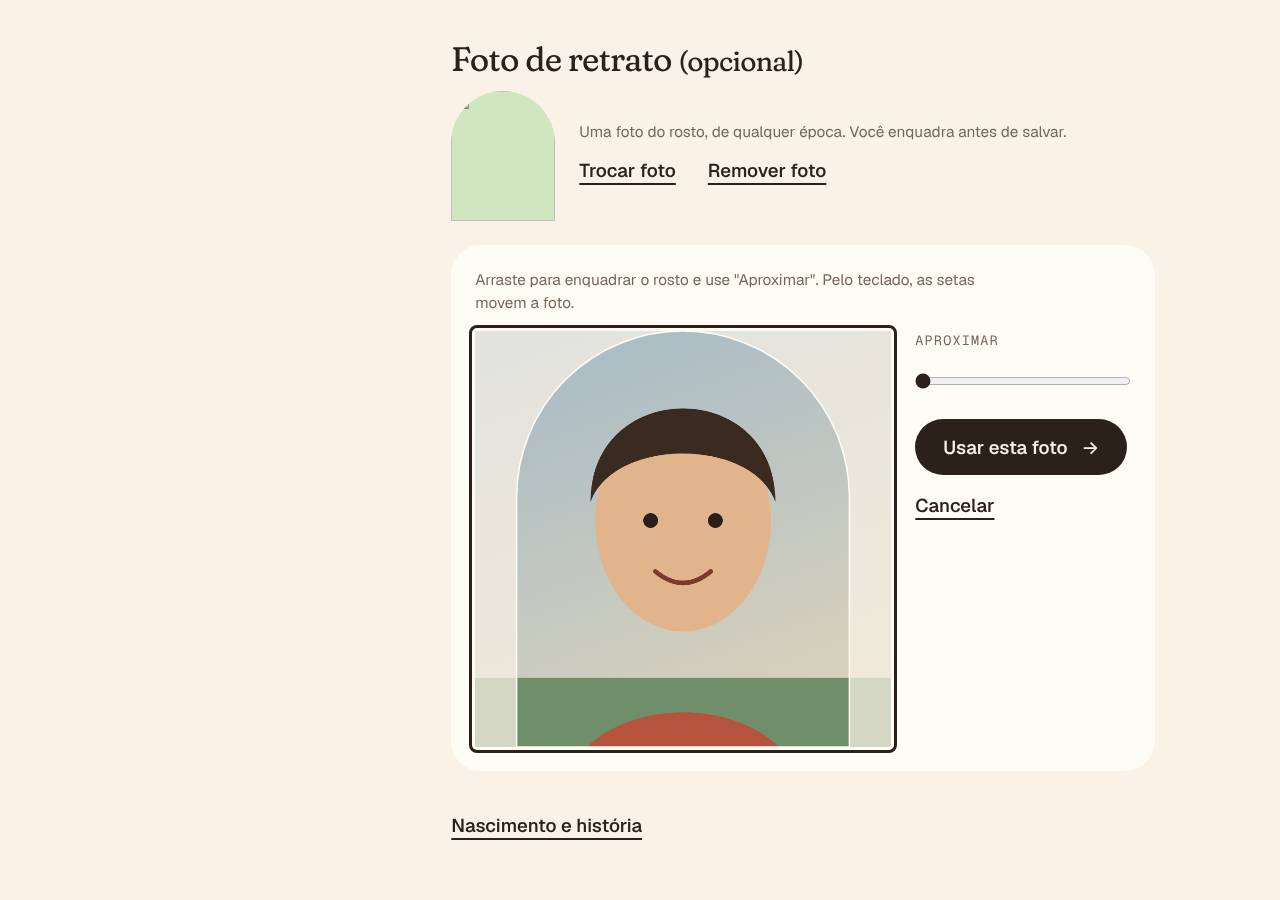 Foto de retrato (opcional)
Uma foto do rosto, de qualquer época. Você enquadra antes de salvar.
Trocar foto
Remover foto
Arraste para enquadrar o rosto e use "Aproximar". Pelo teclado, as setas
movem a foto.
APROXIMAR
Usar esta foto →
Cancelar
Nascimento e história